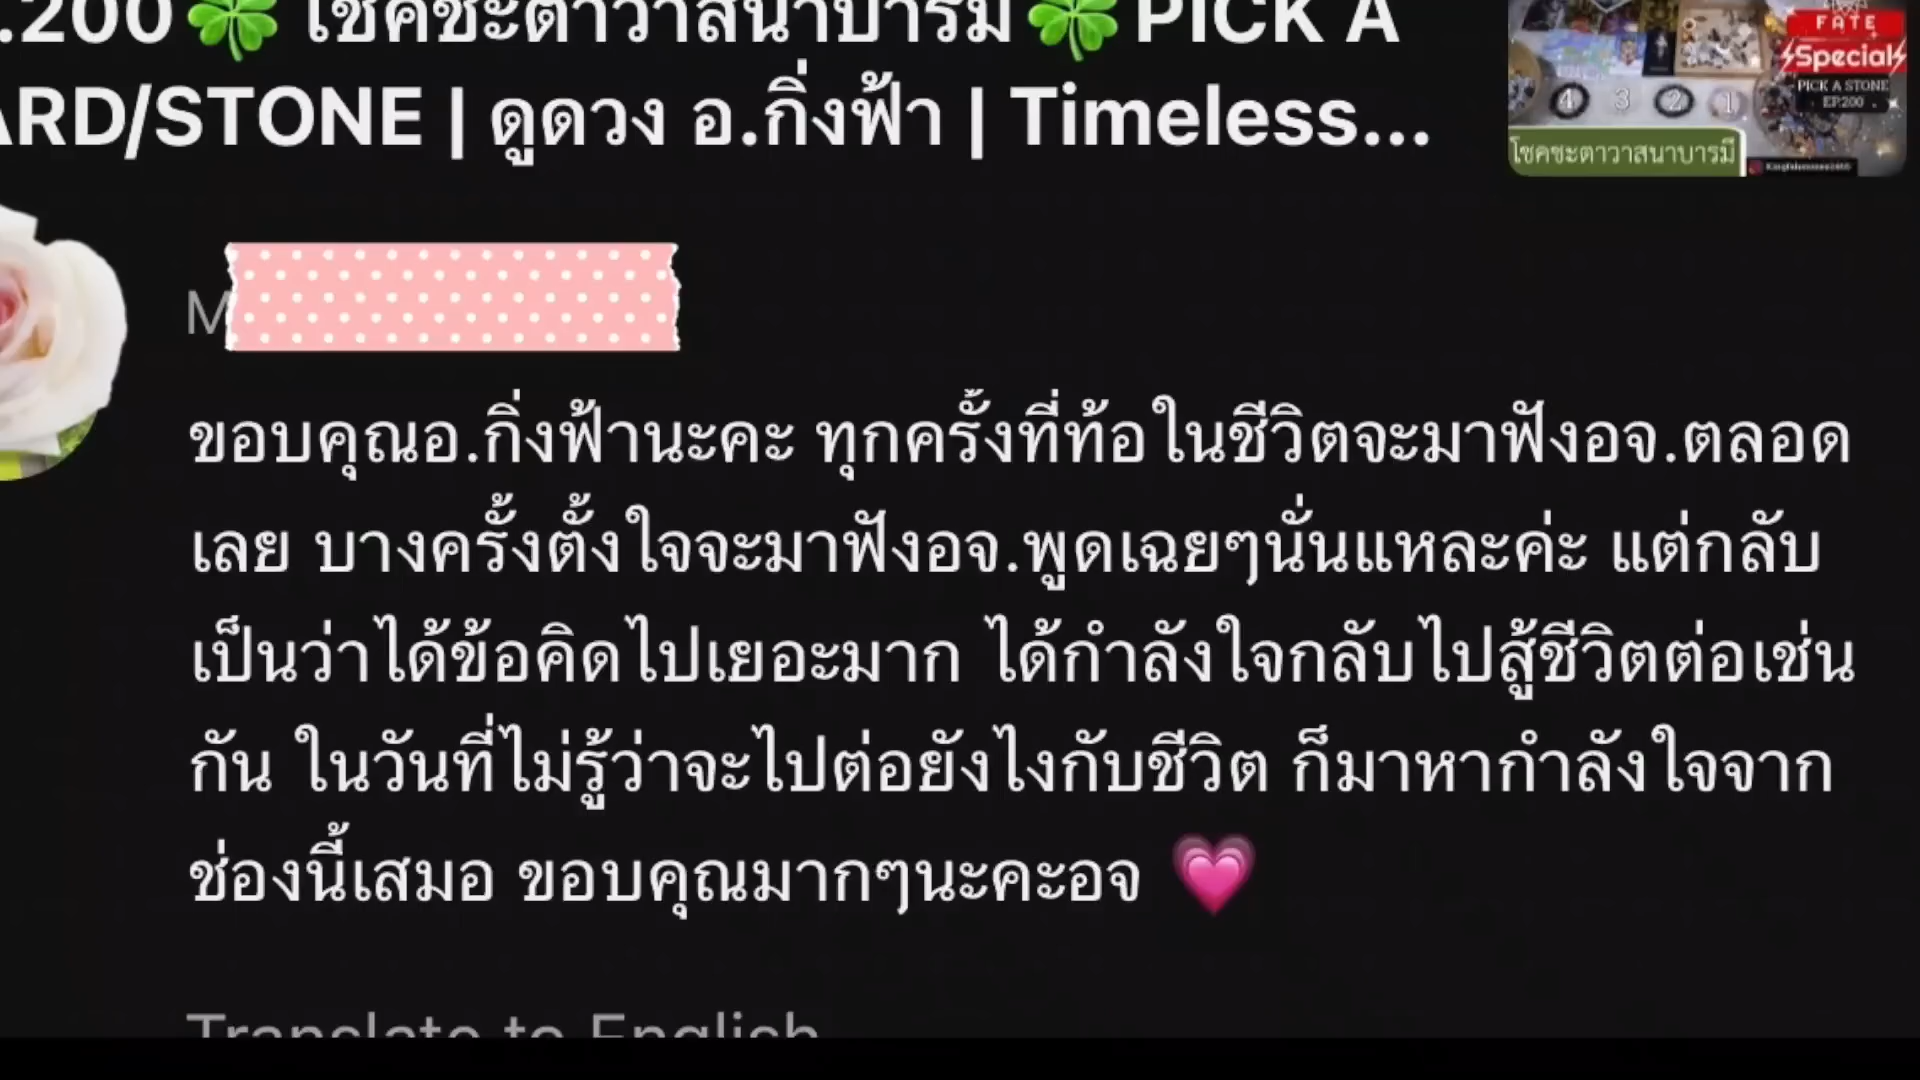 .200🍀 โชคชะตาวาสนาบารมี🍀PICK A
ARD/STONE | ดูดวง อ.กิ่งฟ้า | Timeless...
FATE
Special
PICK A STONE
EP.200
4 3 2 1
โชคชะตาวาสนาบารมี
M
ขอบคุณอ.กิ่งฟ้านะคะ ทุกครั้งที่ท้อในชีวิตจะมาฟังอจ.ตลอด
เลย บางครั้งตั้งใจจะมาฟังอจ.พูดเฉยๆนั่นแหละค่ะ แต่กลับ
เป็นว่าได้ข้อคิดไปเยอะมาก ได้กำลังใจกลับไปสู้ชีวิตต่อเช่น
กัน ในวันที่ไม่รู้ว่าจะไปต่อยังไงกับชีวิต ก็มาหากำลังใจจาก
ช่องนี้เสมอ ขอบคุณมากๆนะคะอจ 💗
Translate to English